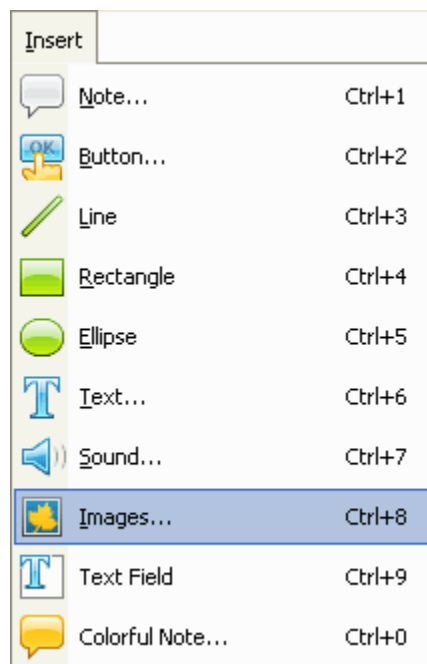 Insert
Note... Ctrl+1
OK
Button... Ctrl+2
Line Ctrl+3
Rectangle Ctrl+4
Ellipse Ctrl+5
T
Text... Ctrl+6
Sound... Ctrl+7
Images... Ctrl+8
T
Text Field Ctrl+9
Colorful Note... Ctrl+0